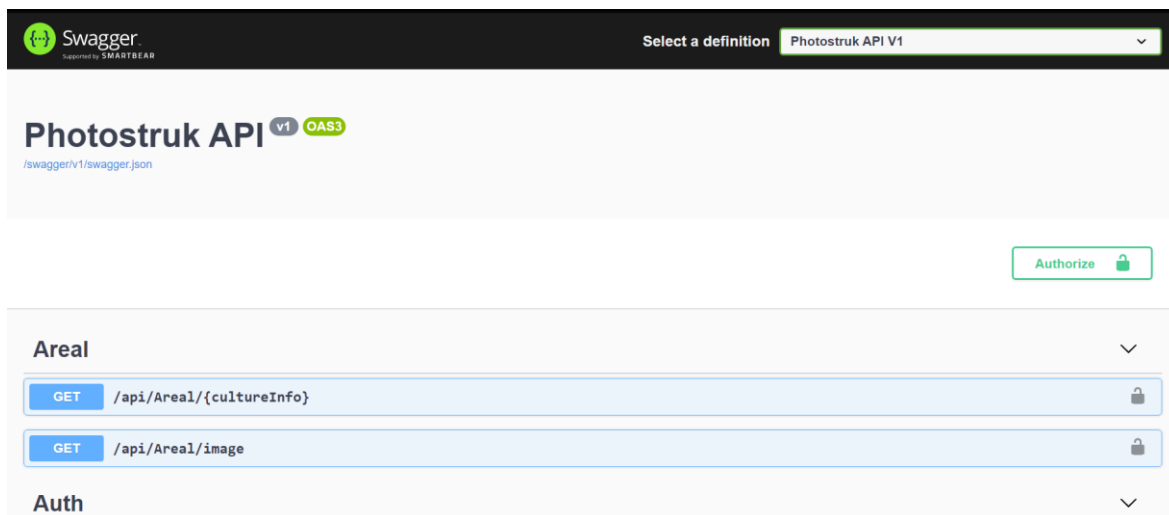 Swagger.
Supported by SMARTBEAR
Select a definition
Photostruk API V1
Photostruk API v1 OAS3
/swagger/v1/swagger.json
Authorize
Areal
GET /api/Areal/{cultureInfo}
GET /api/Areal/image
Auth